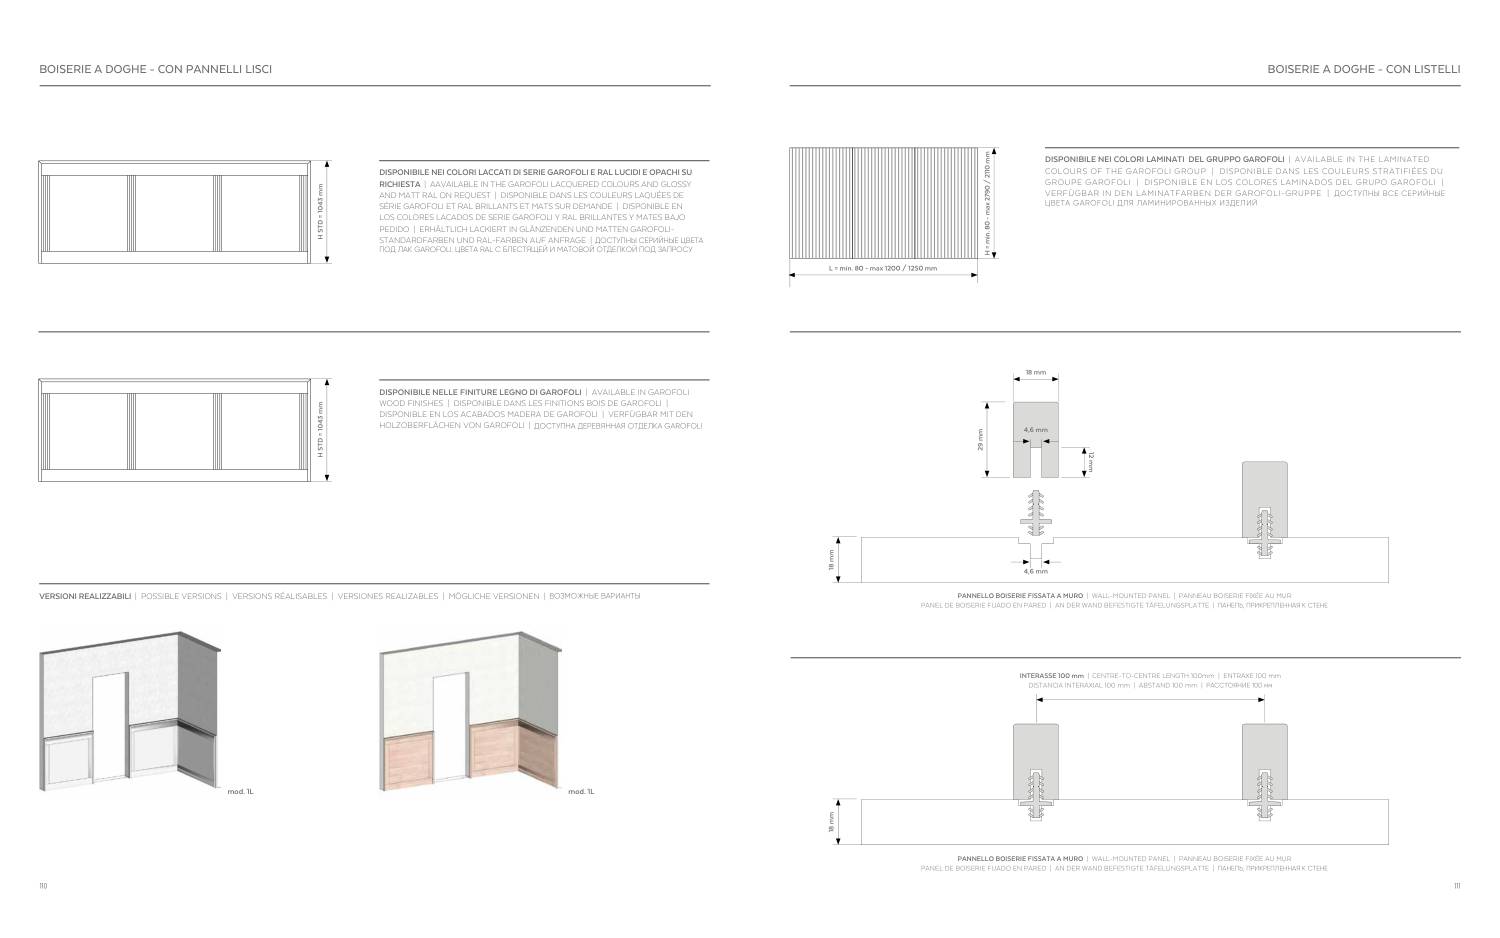 BOISERIE A DOGHE - CON PANNELLI LISCI
H STD = 1043 mm
DISPONIBILE NEI COLORI LACCATI DI SERIE GAROFOLI E RAL LUCIDI E OPACHI SU
RICHIESTA | AAVAILABLE IN THE GAROFOLI LACQUERED COLOURS AND GLOSSY
AND MATT RAL ON REQUEST | DISPONIBLE DANS LES COULEURS LAQUÉES DE
SÉRIE GAROFOLI ET RAL BRILLANTS ET MATS SUR DEMANDE | DISPONIBLE EN
LOS COLORES LACADOS DE SERIE GAROFOLI Y RAL BRILLANTES Y MATES BAJO
PEDIDO | ERHÄLTLICH LACKIERT IN GLÄNZENDEN UND MATTEN GAROFOLI-
STANDARDFARBEN UND RAL-FARBEN AUF ANFRAGE | ДОСТУПНЫ СЕРИЙНЫЕ ЦВЕТА
ПОД ЛАК GAROFOLI. ЦВЕТА RAL С БЛЕСТЯЩЕЙ И МАТОВОЙ ОТДЕЛКОЙ ПОД ЗАПРОСУ
H STD = 1043 mm
DISPONIBILE NELLE FINITURE LEGNO DI GAROFOLI | AVAILABLE IN GAROFOLI
WOOD FINISHES | DISPONIBLE DANS LES FINITIONS BOIS DE GAROFOLI |
DISPONIBLE EN LOS ACABADOS MADERA DE GAROFOLI | VERFÜGBAR MIT DEN
HOLZOBERFLÄCHEN VON GAROFOLI | ДОСТУПНА ДЕРЕВЯННАЯ ОТДЕЛКА GAROFOLI
VERSIONI REALIZZABILI | POSSIBLE VERSIONS | VERSIONS RÉALISABLES | VERSIONES REALIZABLES | MÖGLICHE VERSIONEN | ВОЗМОЖНЫЕ ВАРИАНТЫ
mod. 1L
mod. 1L
110
BOISERIE A DOGHE - CON LISTELLI
H = min. 80 - max 2790 / 2110 mm
L = min. 80 - max 1200 / 1250 mm
DISPONIBILE NEI COLORI LAMINATI DEL GRUPPO GAROFOLI | AVAILABLE IN THE LAMINATED
COLOURS OF THE GAROFOLI GROUP | DISPONIBLE DANS LES COULEURS STRATIFIÉES DU
GROUPE GAROFOLI | DISPONIBLE EN LOS COLORES LAMINADOS DEL GRUPO GAROFOLI |
VERFÜGBAR IN DEN LAMINATFARBEN DER GAROFOLI-GRUPPE | ДОСТУПНЫ ВСЕ СЕРИЙНЫЕ
ЦВЕТА GAROFOLI ДЛЯ ЛАМИНИРОВАННЫХ ИЗДЕЛИЙ
18 mm
4,6 mm
29 mm
12 mm
18 mm
4,6 mm
PANNELLO BOISERIE FISSATA A MURO | WALL-MOUNTED PANEL | PANNEAU BOISERIE FIXÉE AU MUR
PANEL DE BOISERIE FIJADO EN PARED | AN DER WAND BEFESTIGTE TÄFELUNGSPLATTE | ПАНЕЛЬ, ПРИКРЕПЛЕННАЯ К СТЕНЕ
INTERASSE 100 mm | CENTRE-TO-CENTRE LENGTH 100mm | ENTRAXE 100 mm
DISTANCIA INTERAXIAL 100 mm | ABSTAND 100 mm | РАССТОЯНИЕ 100 мм
18 mm
PANNELLO BOISERIE FISSATA A MURO | WALL-MOUNTED PANEL | PANNEAU BOISERIE FIXÉE AU MUR
PANEL DE BOISERIE FIJADO EN PARED | AN DER WAND BEFESTIGTE TÄFELUNGSPLATTE | ПАНЕЛЬ, ПРИКРЕПЛЕННАЯ К СТЕНЕ
111